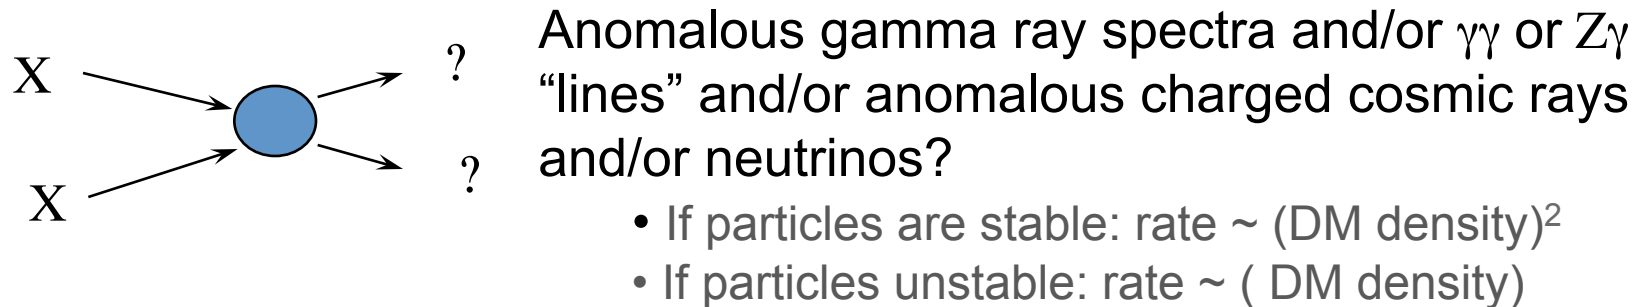 X
?
X
?
Anomalous gamma ray spectra and/or γγ or Zγ
“lines” and/or anomalous charged cosmic rays
and/or neutrinos?
• If particles are stable: rate ~ (DM density)²
• If particles unstable: rate ~ ( DM density)